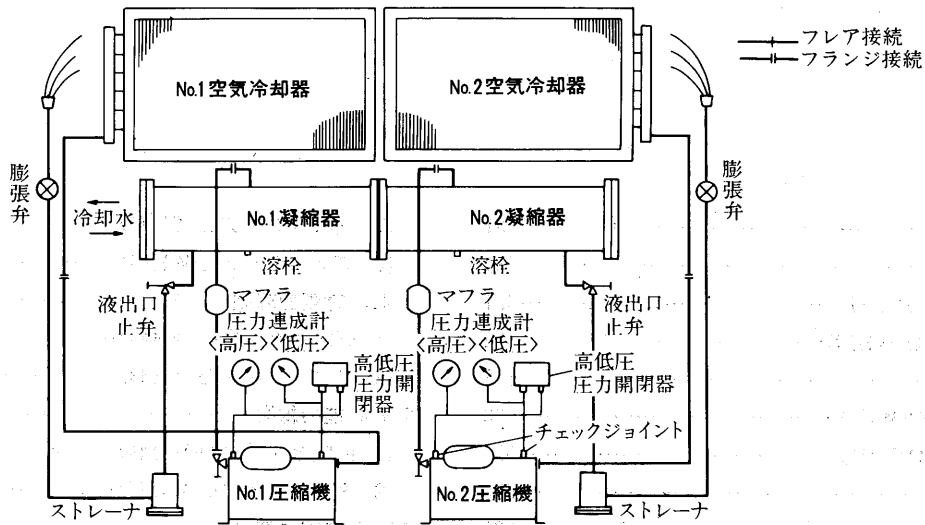 No.1空気冷却器
No.2空気冷却器
フレア接続
フランジ接続
膨張弁
膨張弁
冷却水
No.1凝縮器
No.2凝縮器
溶栓
溶栓
液出口
止弁
マフラ
マフラ
液出口
止弁
圧力連成計
<高圧><低圧>
高低圧
圧力開
閉器
圧力連成計
<高圧><低圧>
高低圧
圧力開閉器
チェックジョイント
ストレーナ
No.1圧縮機
No.2圧縮機
ストレーナ